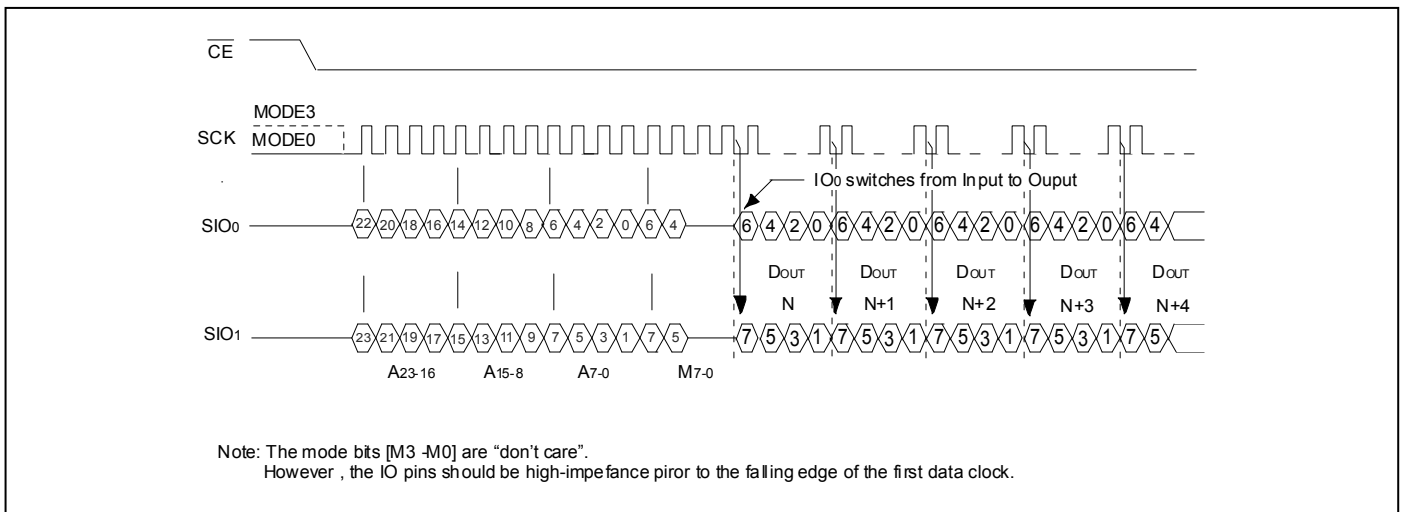 CE
MODE3
SCK MODE0
IO0 switches from Input to Ouput
SIO0 22 20 18 16 14 12 10 8 6 4 2 0 6 4 6 4 2 0 6 4 2 0 6 4 2 0 6 4 2 0 6 4
DOUT DOUT DOUT DOUT DOUT
N N+1 N+2 N+3 N+4
SIO1 23 21 19 17 15 13 11 9 7 5 3 1 7 5 7 5 3 1 7 5 3 1 7 5 3 1 7 5 3 1 7 5
A23-16 A15-8 A7-0 M7-0
Note: The mode bits [M3 -M0] are “don’t care”.
However , the IO pins should be high-impefance piror to the falling edge of the first data clock.